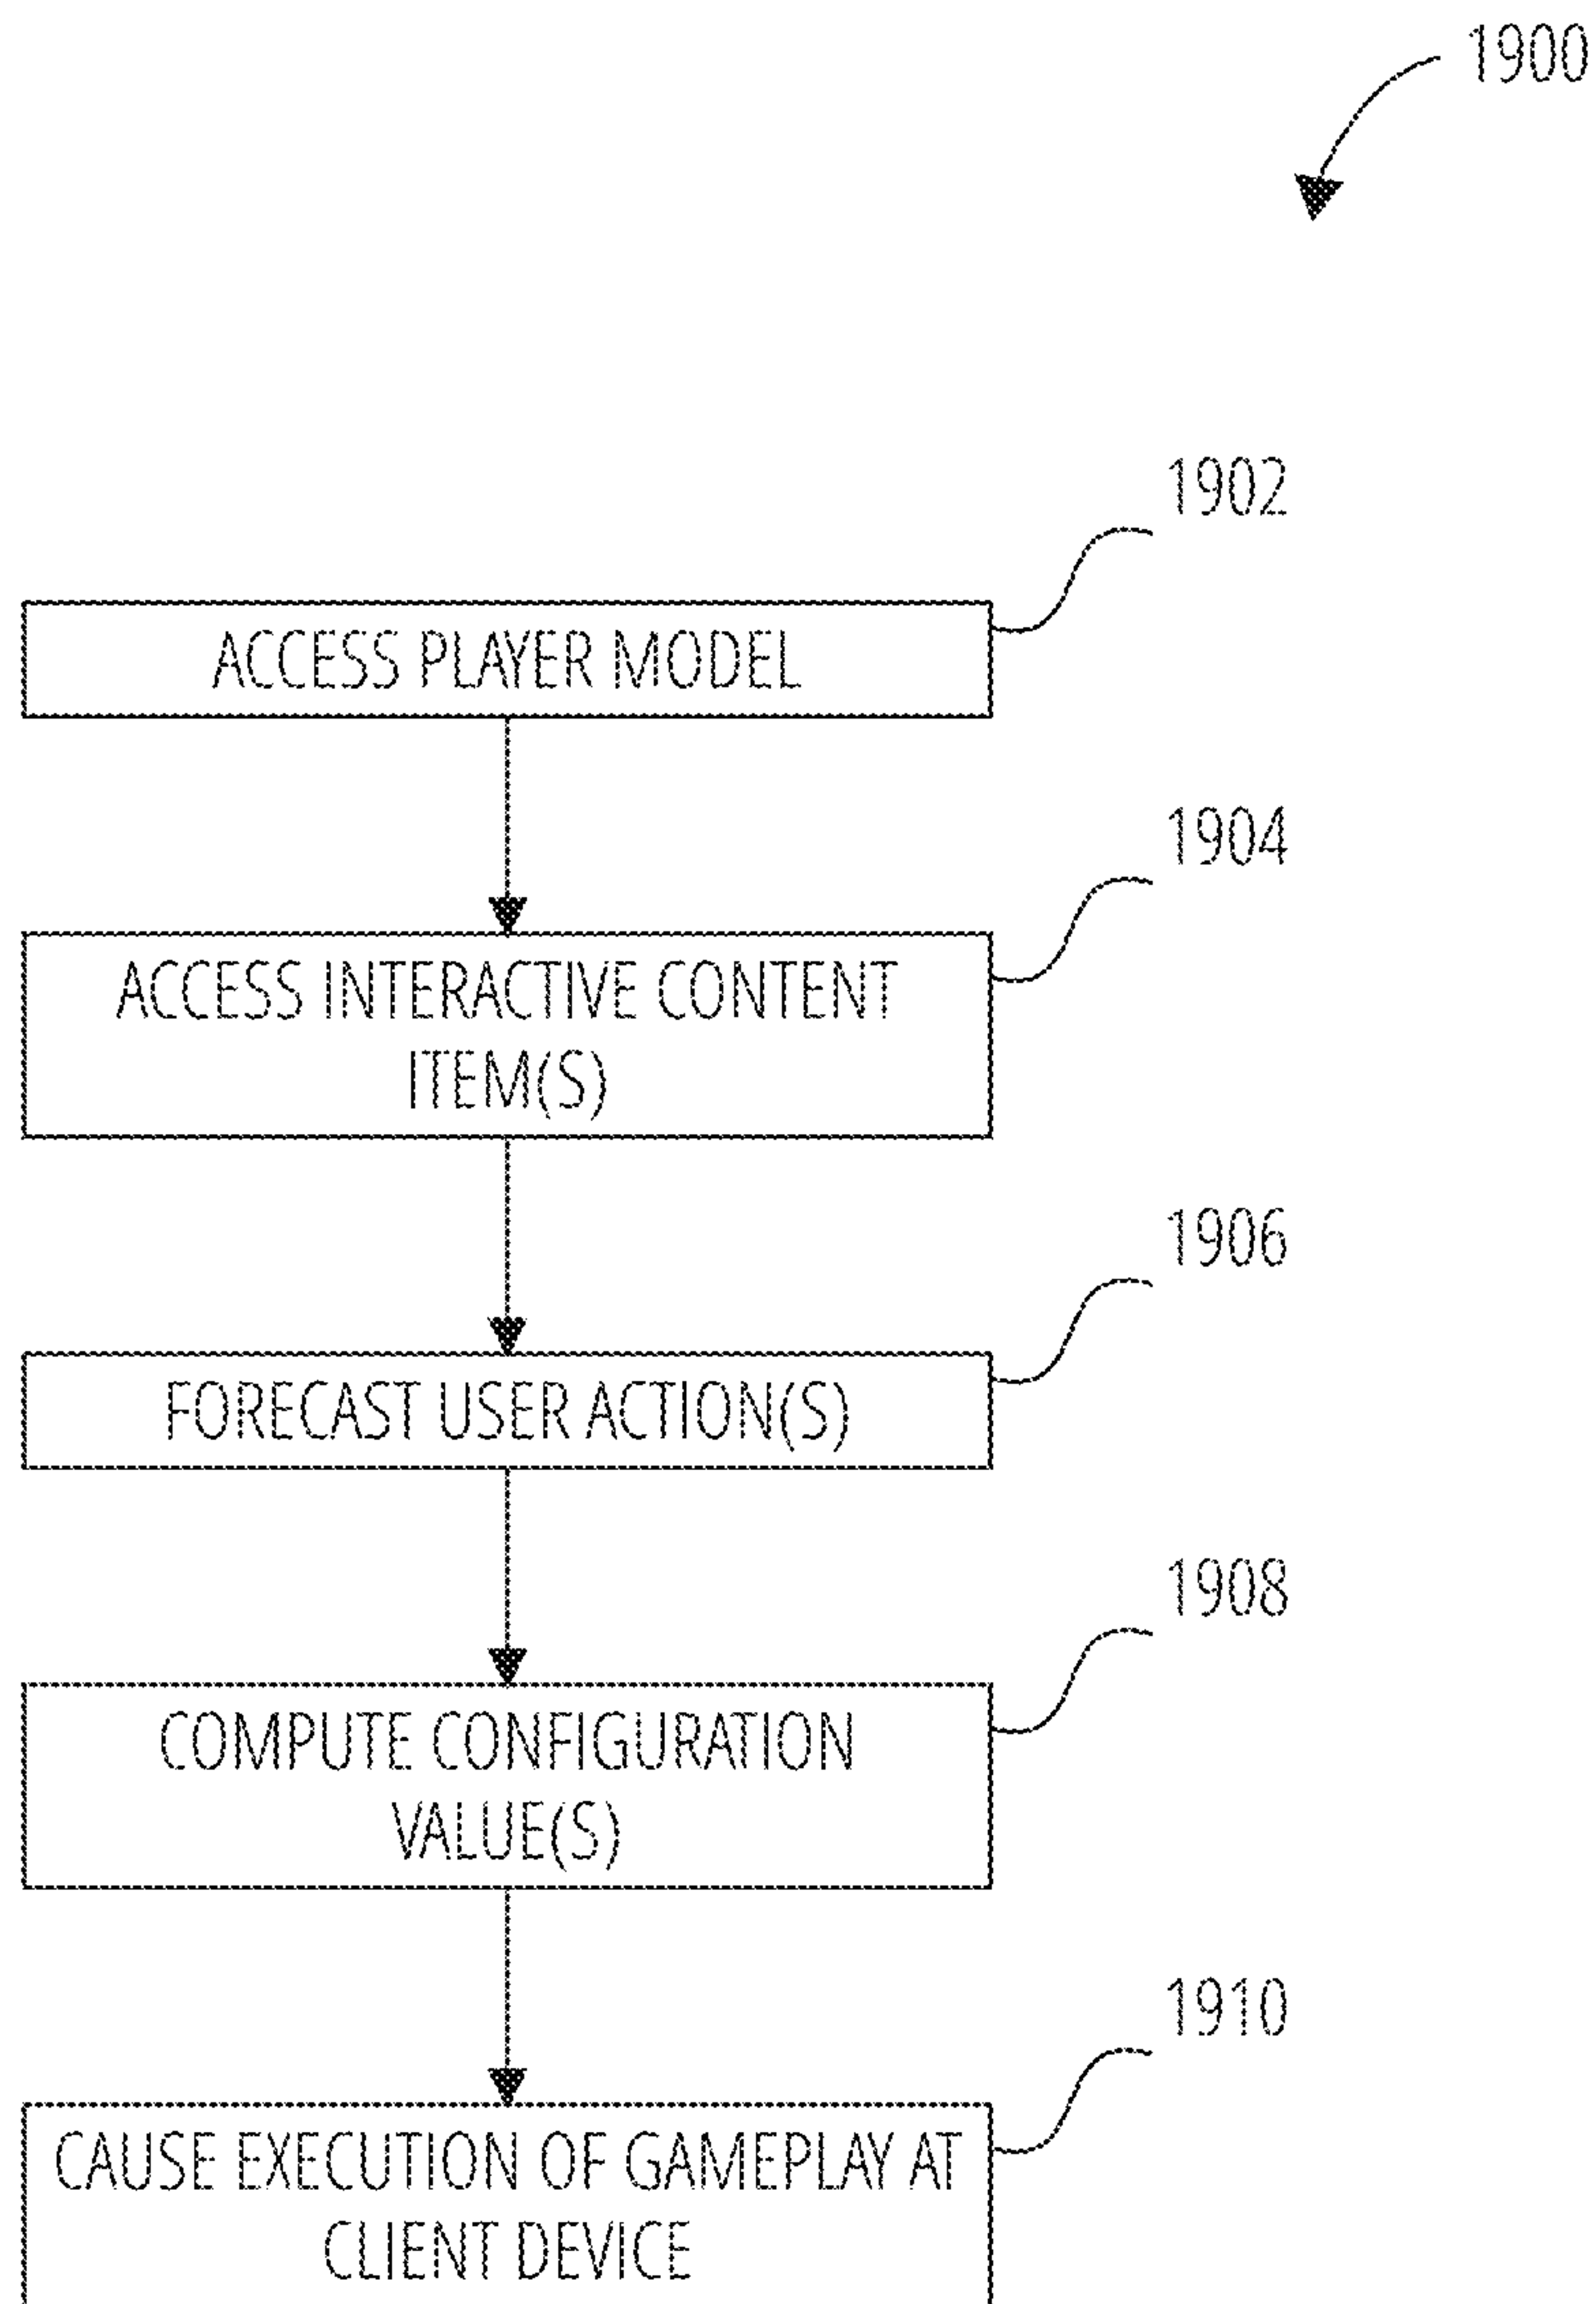 1900
1902
ACCESS PLAYER MODEL
1904
ACCESS INTERACTIVE CONTENT
ITEM(S)
1906
FORECAST USER ACTION(S)
1908
COMPUTE CONFIGURATION
VALUE(S)
1910
CAUSE EXECUTION OF GAMEPLAY AT
CLIENT DEVICE